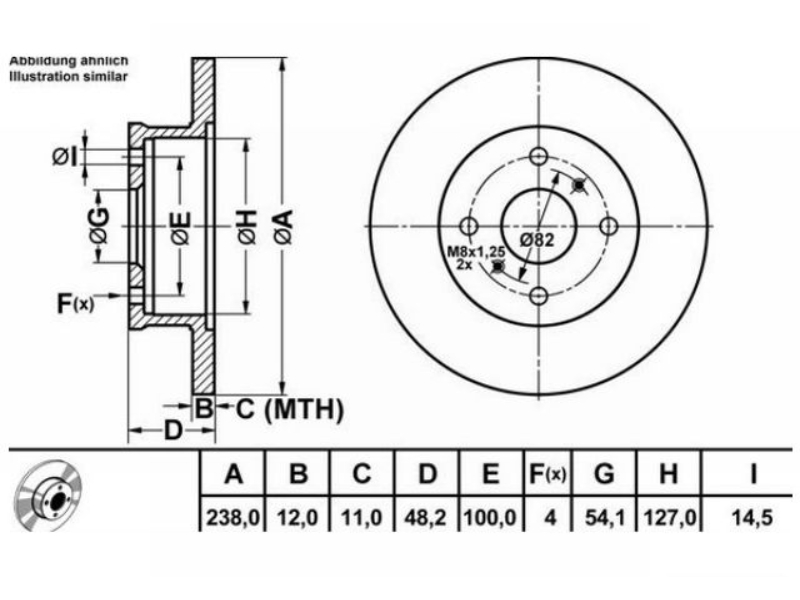 Abbildung ähnlich
Illustration similar
ØI
ØG
ØE
ØH
ØA
F(x)
B
C (MTH)
D
Ø82
M8x1,25
2x
A B C D E F(x) G H I
238,0 12,0 11,0 48,2 100,0 4 54,1 127,0 14,5